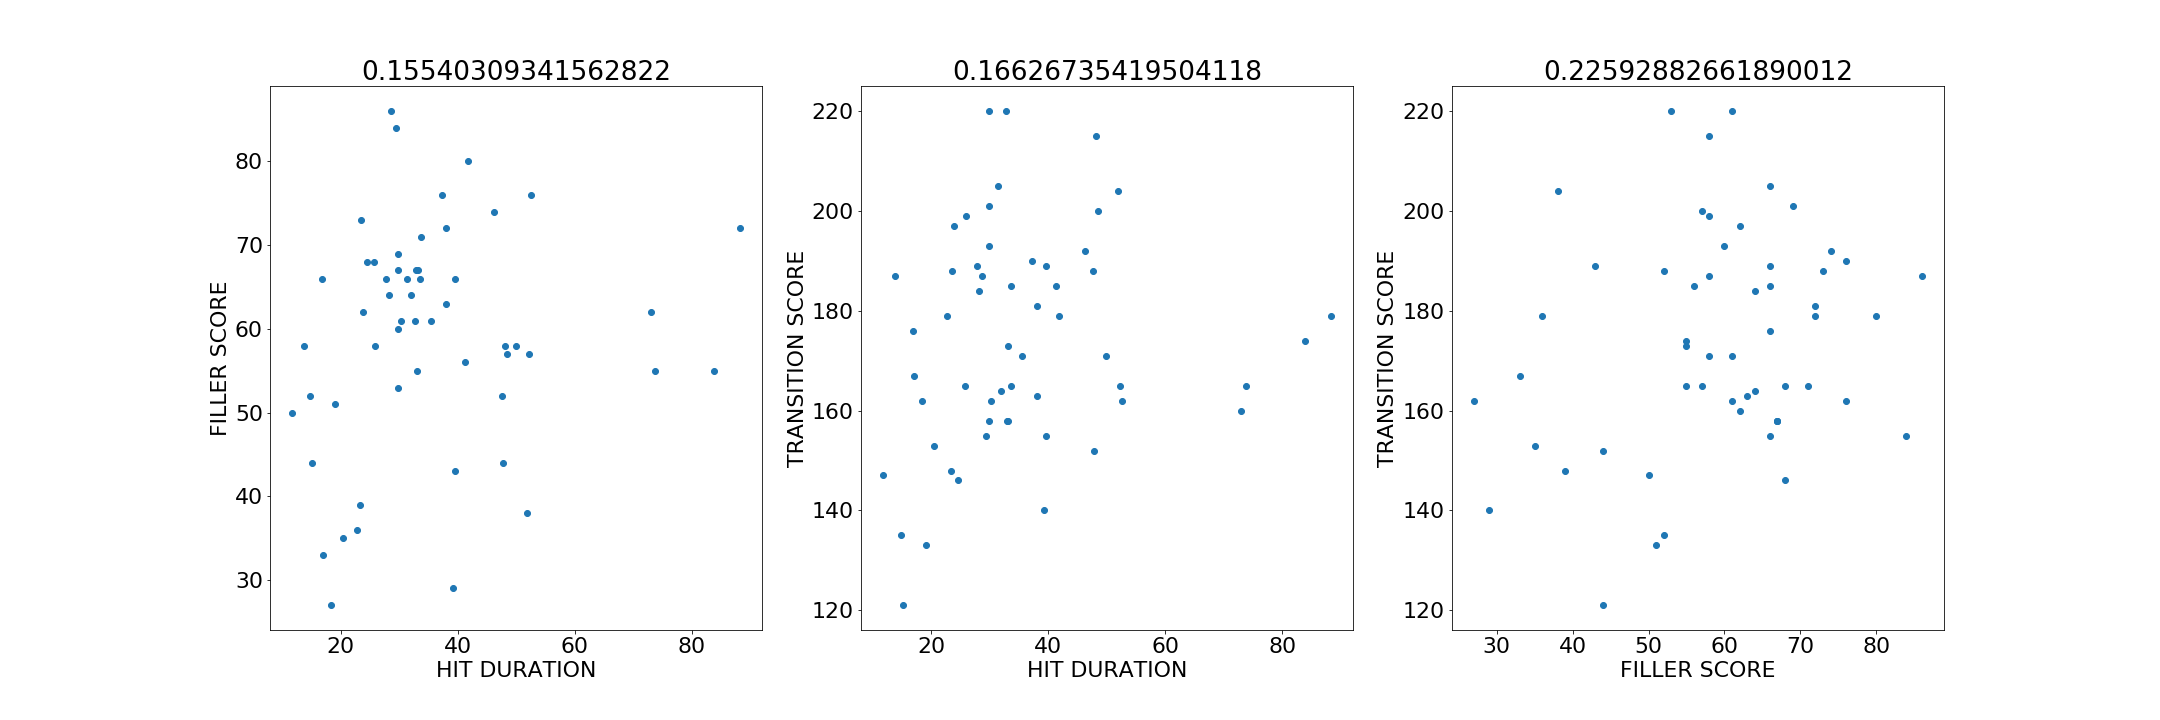 0.15540309341562822
FILLER SCORE
80
70
60
50
40
30
20 40 60 80
HIT DURATION
0.16626735419504118
TRANSITION SCORE
220
200
180
160
140
120
20 40 60 80
HIT DURATION
0.22592882661890012
TRANSITION SCORE
220
200
180
160
140
120
30 40 50 60 70 80
FILLER SCORE